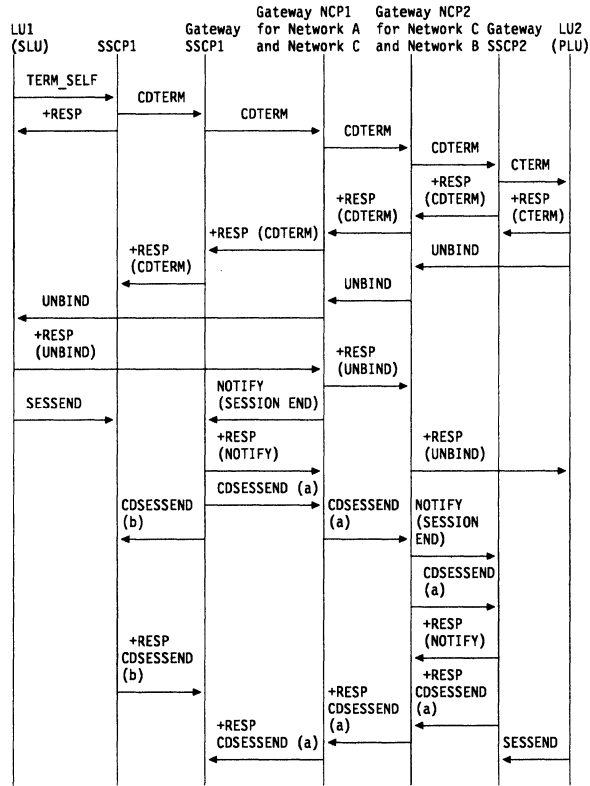 Gateway NCP1 Gateway NCP2
LU1 Gateway for Network A for Network C Gateway LU2
(SLU) SSCP1 SSCP1 and Network C and Network B SSCP2 (PLU)
TERM_SELF
CDTERM
+RESP
CDTERM
CDTERM
CDTERM
CTERM
+RESP
(CDTERM)
+RESP
(CTERM)
+RESP
(CDTERM)
+RESP (CDTERM)
+RESP
(CDTERM)
UNBIND
UNBIND
UNBIND
+RESP
(UNBIND)
+RESP
(UNBIND)
NOTIFY
(SESSION END)
SESSEND
+RESP
(NOTIFY)
+RESP
(UNBIND)
CDSESSEND (a)
CDSESSEND
(b)
CDSESSEND
(a)
NOTIFY
(SESSION
END)
CDSESSEND
(a)
+RESP
(NOTIFY)
+RESP
CDSESSEND
(b)
+RESP
CDSESSEND
(a)
+RESP
CDSESSEND
(a)
+RESP
CDSESSEND (a)
SESSEND